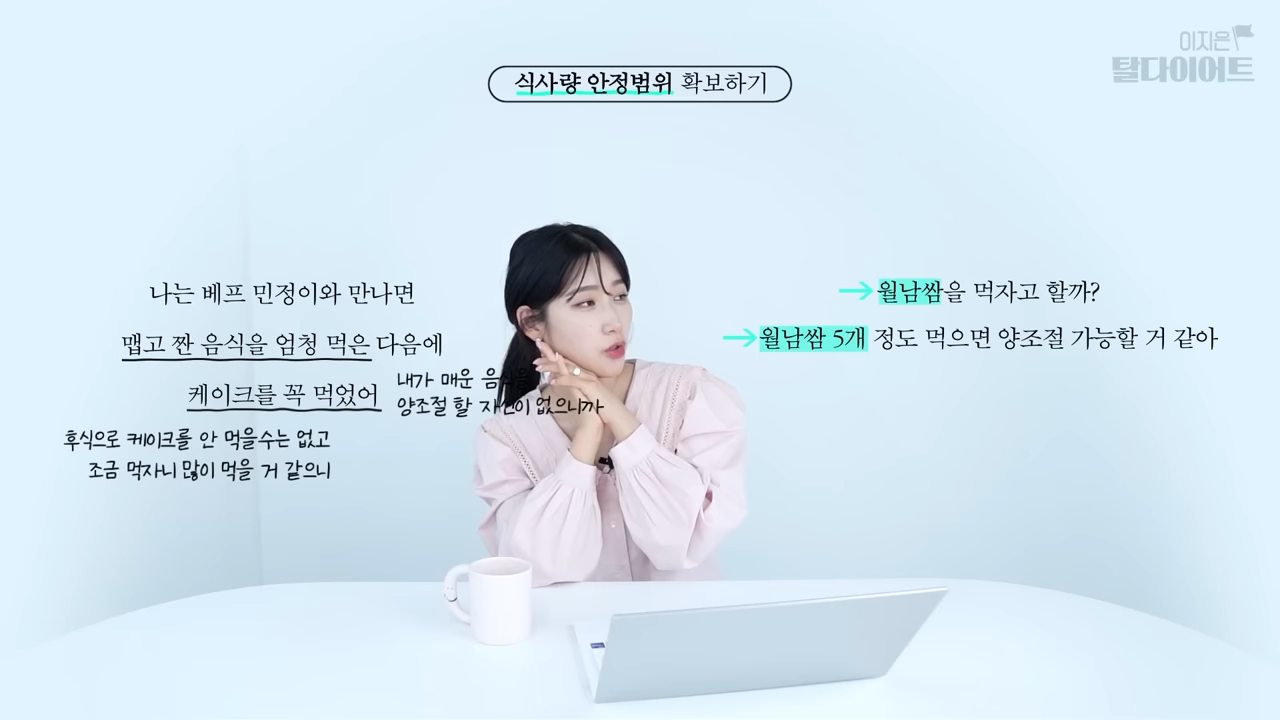 이지은
탈다이어트
식사량 안정범위 확보하기
나는 베프 민정이와 만나면
맵고 짠 음식을 엄청 먹은 다음에
케이크를 꼭 먹었어
내가 매운 음식을
양조절 할 자신이 없으니까
후식으로 케이크를 안 먹을수는 없고
조금 먹자니 많이 먹을 거 같으니
→월남쌈을 먹자고 할까?
→월남쌈 5개 정도 먹으면 양조절 가능할 거 같아